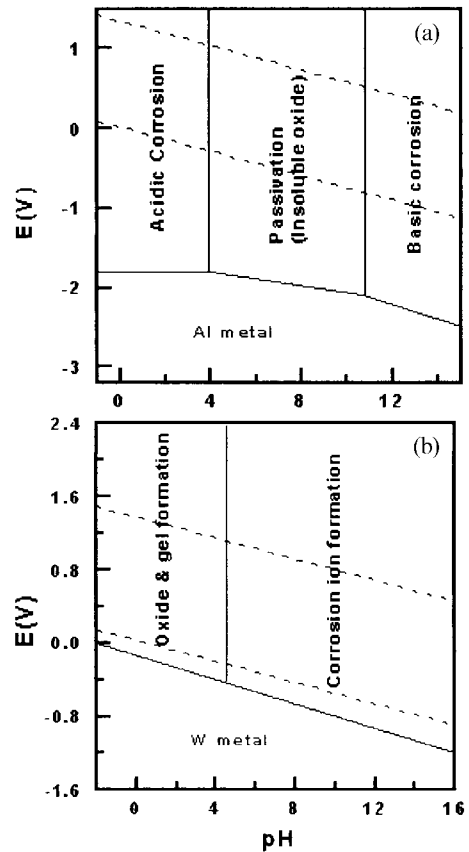 (a)
1
0
-1
-2
-3
E(V)
Acidic Corrosion
Passivation
(Insoluble oxide)
Basic corrosion
Al metal
0 4 8 12
(b)
2.4
1.6
0.8
0.0
-0.8
-1.6
E(V)
Oxide & gel formation
Corrosion ion formation
W metal
0 4 8 12 16
pH